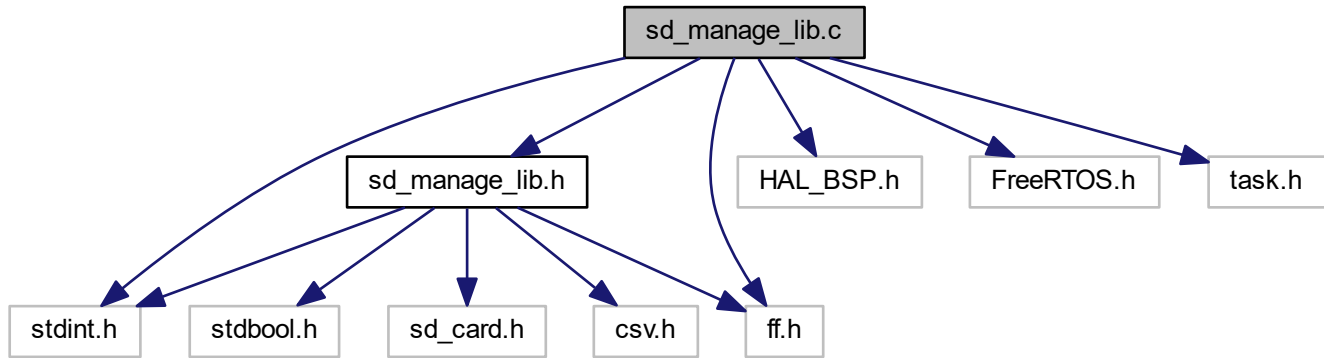 sd_manage_lib.c
sd_manage_lib.h
HAL_BSP.h
FreeRTOS.h
task.h
stdint.h
stdbool.h
sd_card.h
csv.h
ff.h